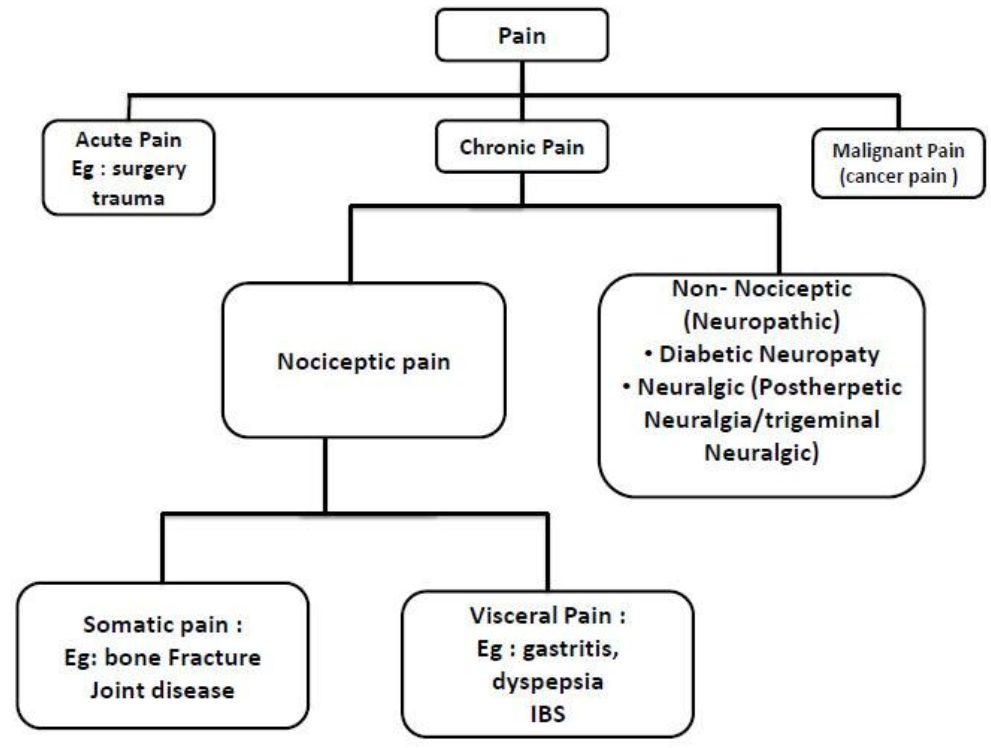 Pain
Acute Pain
Eg : surgery
trauma
Chronic Pain
Malignant Pain
(cancer pain )
Nociceptic pain
Non- Nociceptic
(Neuropathic)
• Diabetic Neuropaty
• Neuralgic (Postherpetic
Neuralgia/trigeminal
Neuralgic)
Somatic pain :
Eg: bone Fracture
Joint disease
Visceral Pain :
Eg : gastritis,
dyspepsia
IBS